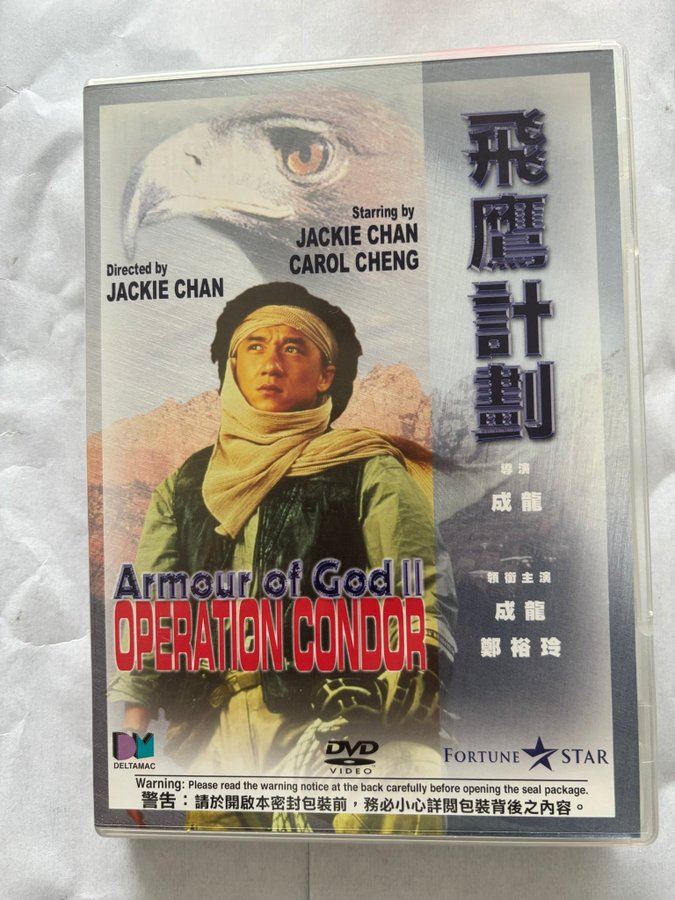 Starring by
JACKIE CHAN
CAROL CHENG
Directed by
JACKIE CHAN
飛鷹計劃
導演
成龍
領銜主演
成龍
鄭裕玲
Armour of God II
OPERATION CONDOR
DM
DELTAMAC
DVD
VIDEO
FORTUNE STAR
Warning: Please read the warning notice at the back carefully before opening the seal package.
警告：請於開啟本密封包裝前，務必小心詳閱包裝背後之內容。